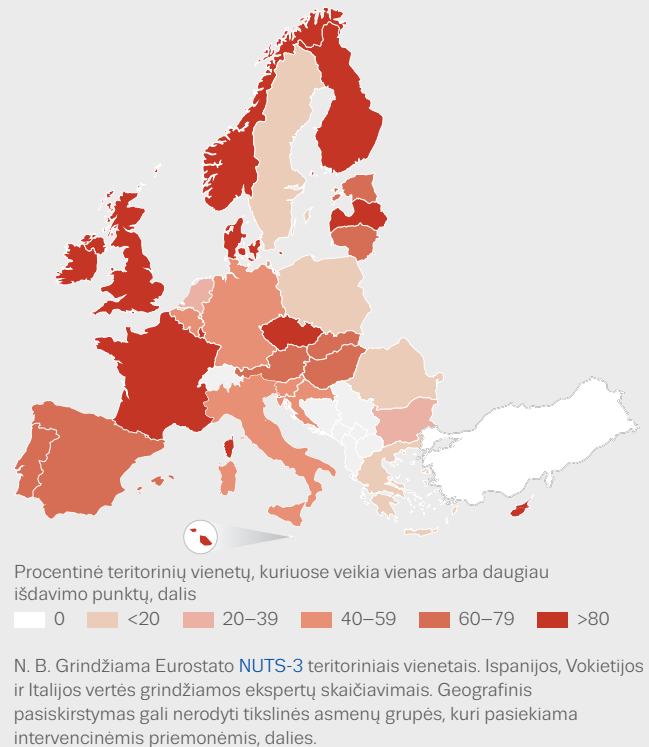 Procentinė teritorinių vienetų, kuriuose veikia vienas arba daugiau
išdavimo punktų, dalis
0 <20 20–39 40–59 60–79 >80
N. B. Grindžiama Eurostato NUTS-3 teritoriniais vienetais. Ispanijos, Vokietijos
ir Italijos vertės grindžiamos ekspertų skaičiavimais. Geografinis
pasiskirstymas gali nerodyti tikslinės asmenų grupės, kuri pasiekiama
intervencinėmis priemonėmis, dalies.